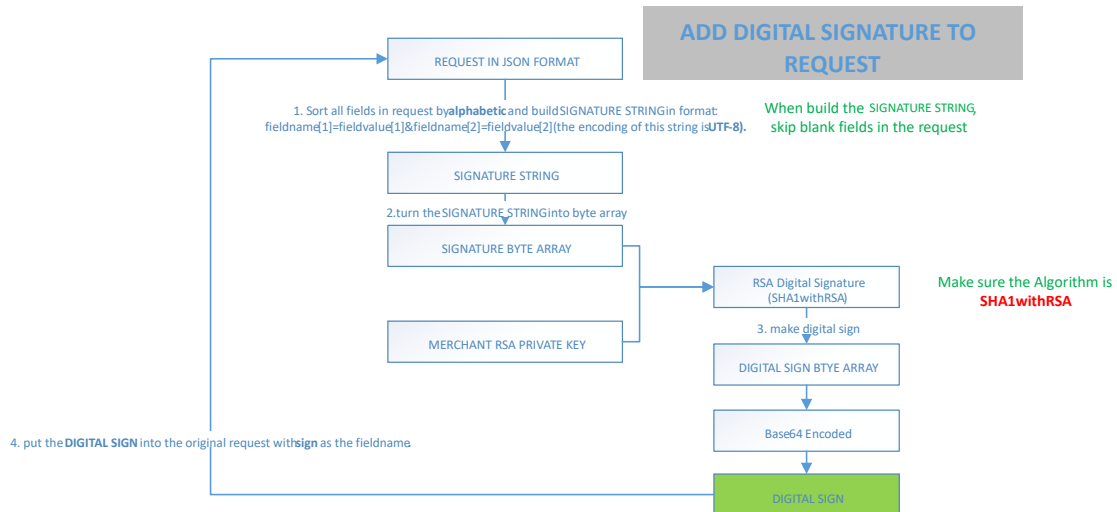 ADD DIGITAL SIGNATURE TO
REQUEST
REQUEST IN JSON FORMAT
1. Sort all fields in request by alphabetic and build SIGNATURE STRING in format:
fieldname[1]=fieldvalue[1]&fieldname[2]=fieldvalue[2](the encoding of this string is UTF-8).
When build the SIGNATURE STRING,
skip blank fields in the request
SIGNATURE STRING
2.turn the SIGNATURE STRING into byte array
SIGNATURE BYTE ARRAY
RSA Digital Signature
(SHA1withRSA)
Make sure the Algorithm is
SHA1withRSA
3. make digital sign
MERCHANT RSA PRIVATE KEY
DIGITAL SIGN BTYE ARRAY
Base64 Encoded
4. put the DIGITAL SIGN into the original request with sign as the fieldname.
DIGITAL SIGN